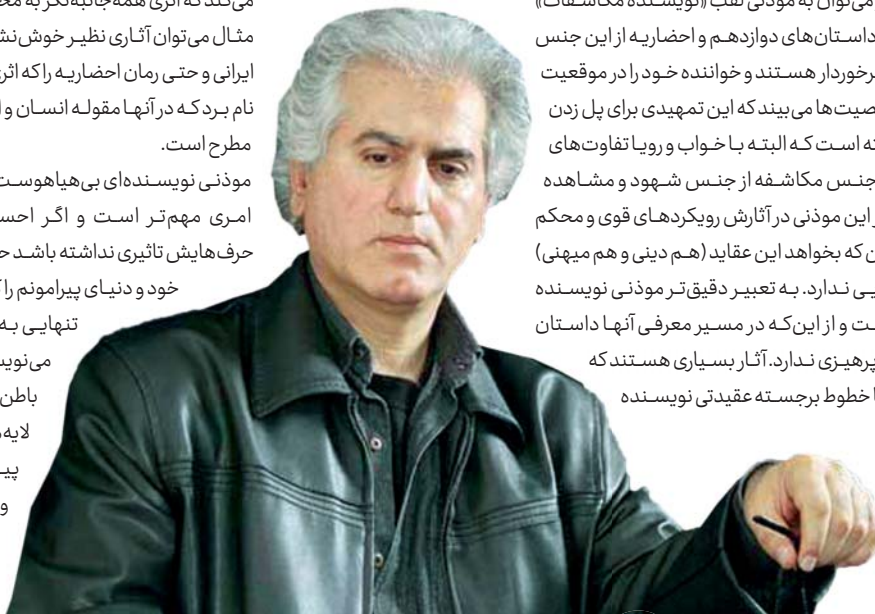 می‌توان به موذنی لقب «نویسنده مکاشفات»
داستان‌های دوازدهم و احضاریه از این جنس
برخوردار هستند و خواننده خود را در موقعیت
صیت‌ها می‌بیند که این تمهیدی برای پل زدن
ته است که البته با خواب و رویا تفاوت‌های
جنس مکاشفه از جنس شهود و مشاهده
ر این موذنی در آثارش رویکردهای قوی و محکم
ن که بخواهد این عقاید (هم دینی و هم میهنی)
یی ندارد. به تعبیر دقیق‌تر موذنی نویسنده
ت و از این‌که در مسیر معرفی آنها داستان
پرهیزی ندارد. آثار بسیاری هستند که
ا خطوط برجسته عقیدتی نویسنده
می‌کند که اثری همه‌جانبه‌نگر به مخ
مثال می‌توان آثاری نظیر خوش‌نش
ایرانی و حتی رمان احضاریه را که اثری
نام برد که در آنها مقوله انسان و ا
مطرح است.
موذنی نویسنده‌ای بی‌هیاهوست
امری مهم‌تر است و اگر احس
حرف‌هایش تاثیری نداشته باشد ح
خود و دنیای پیرامونم را ک
تنهایی به
می‌نویس
باطن
لایه‌
پی
و